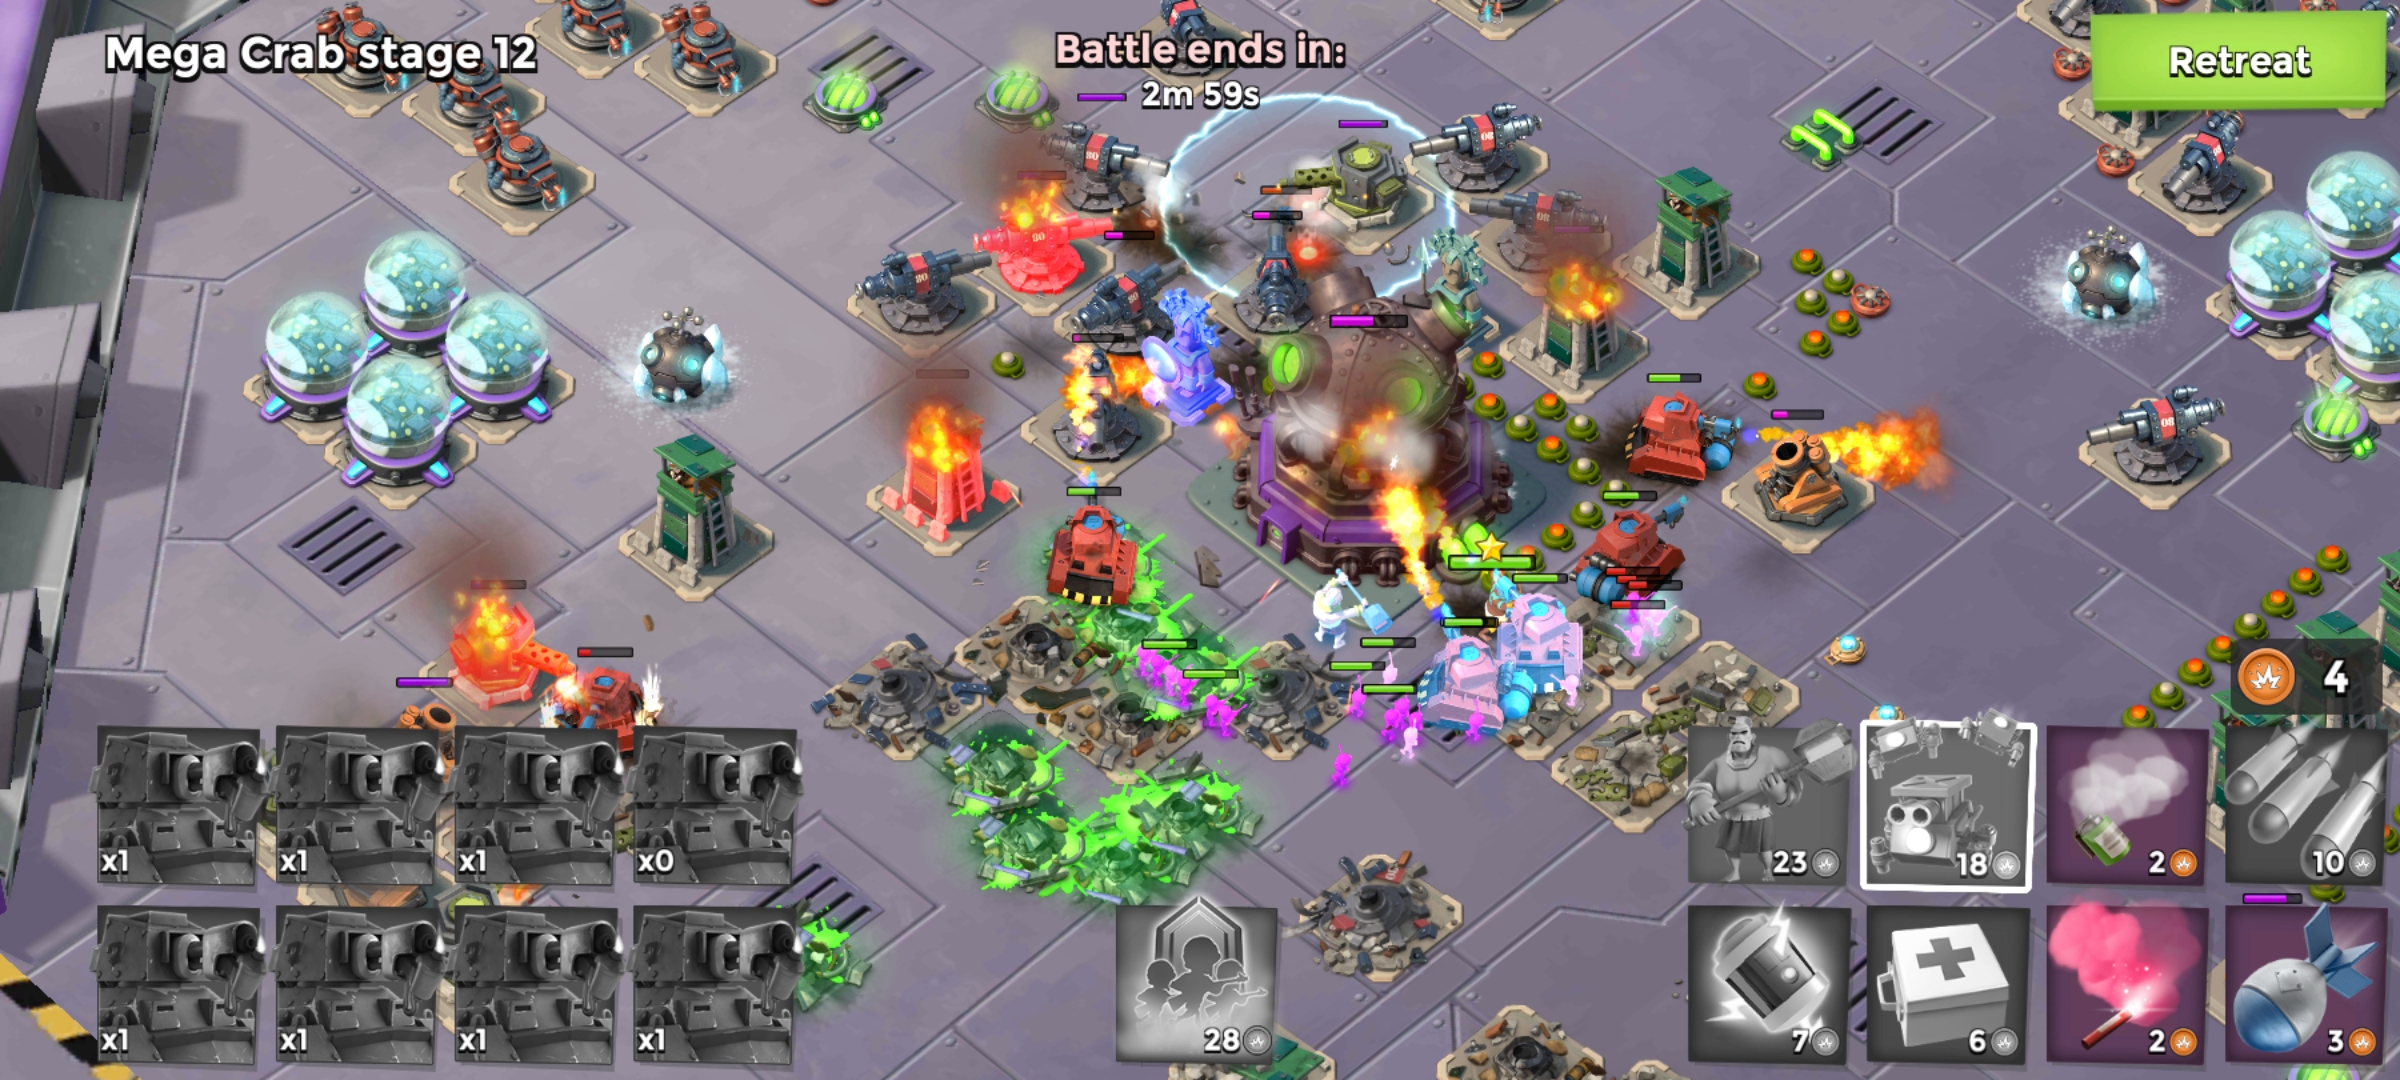 Mega Crab stage 12
Battle ends in:
2m 59s
Retreat
4
x1
x1
x1
x0
23
18
2
10
x1
x1
x1
x1
28
7
6
2
3